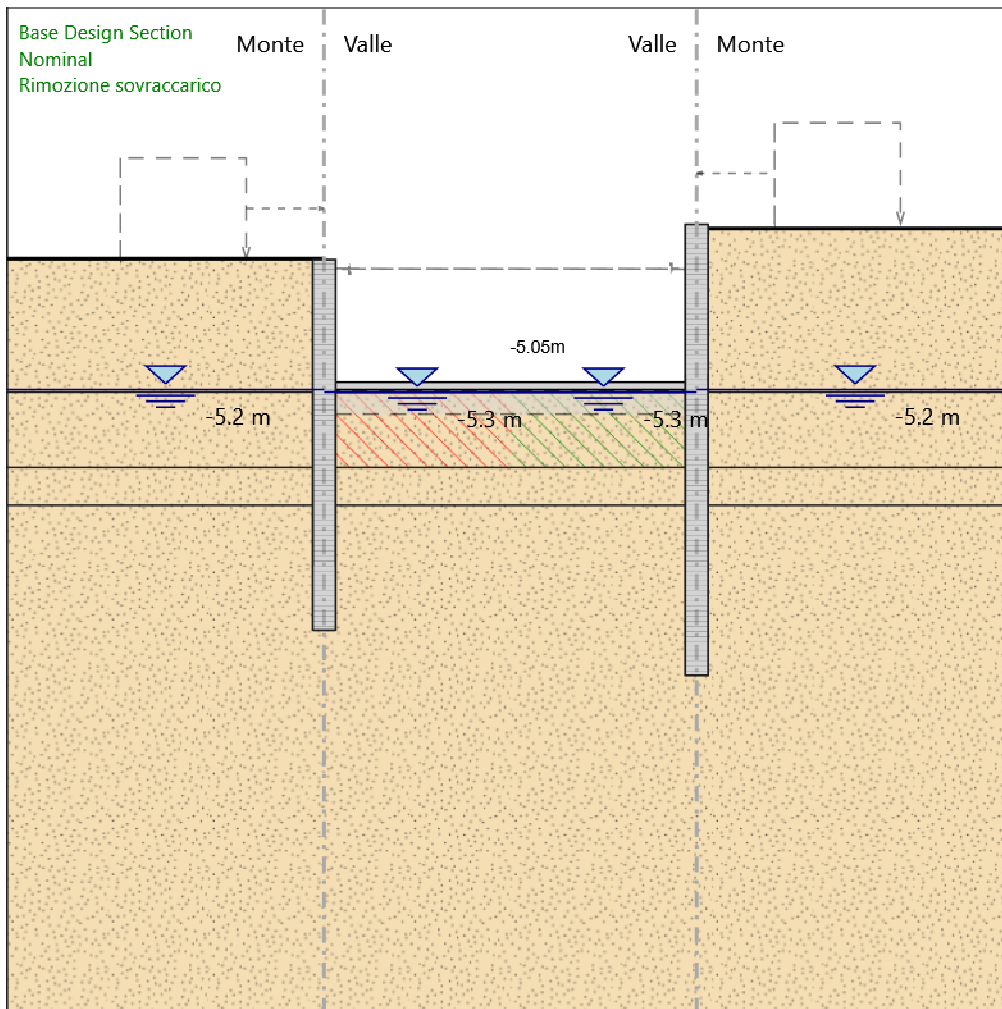 Base Design Section
Nominal
Rimozione sovraccarico
Monte Valle Valle Monte
-5.05m
-5.2 m -5.3 m -5.3 m -5.2 m